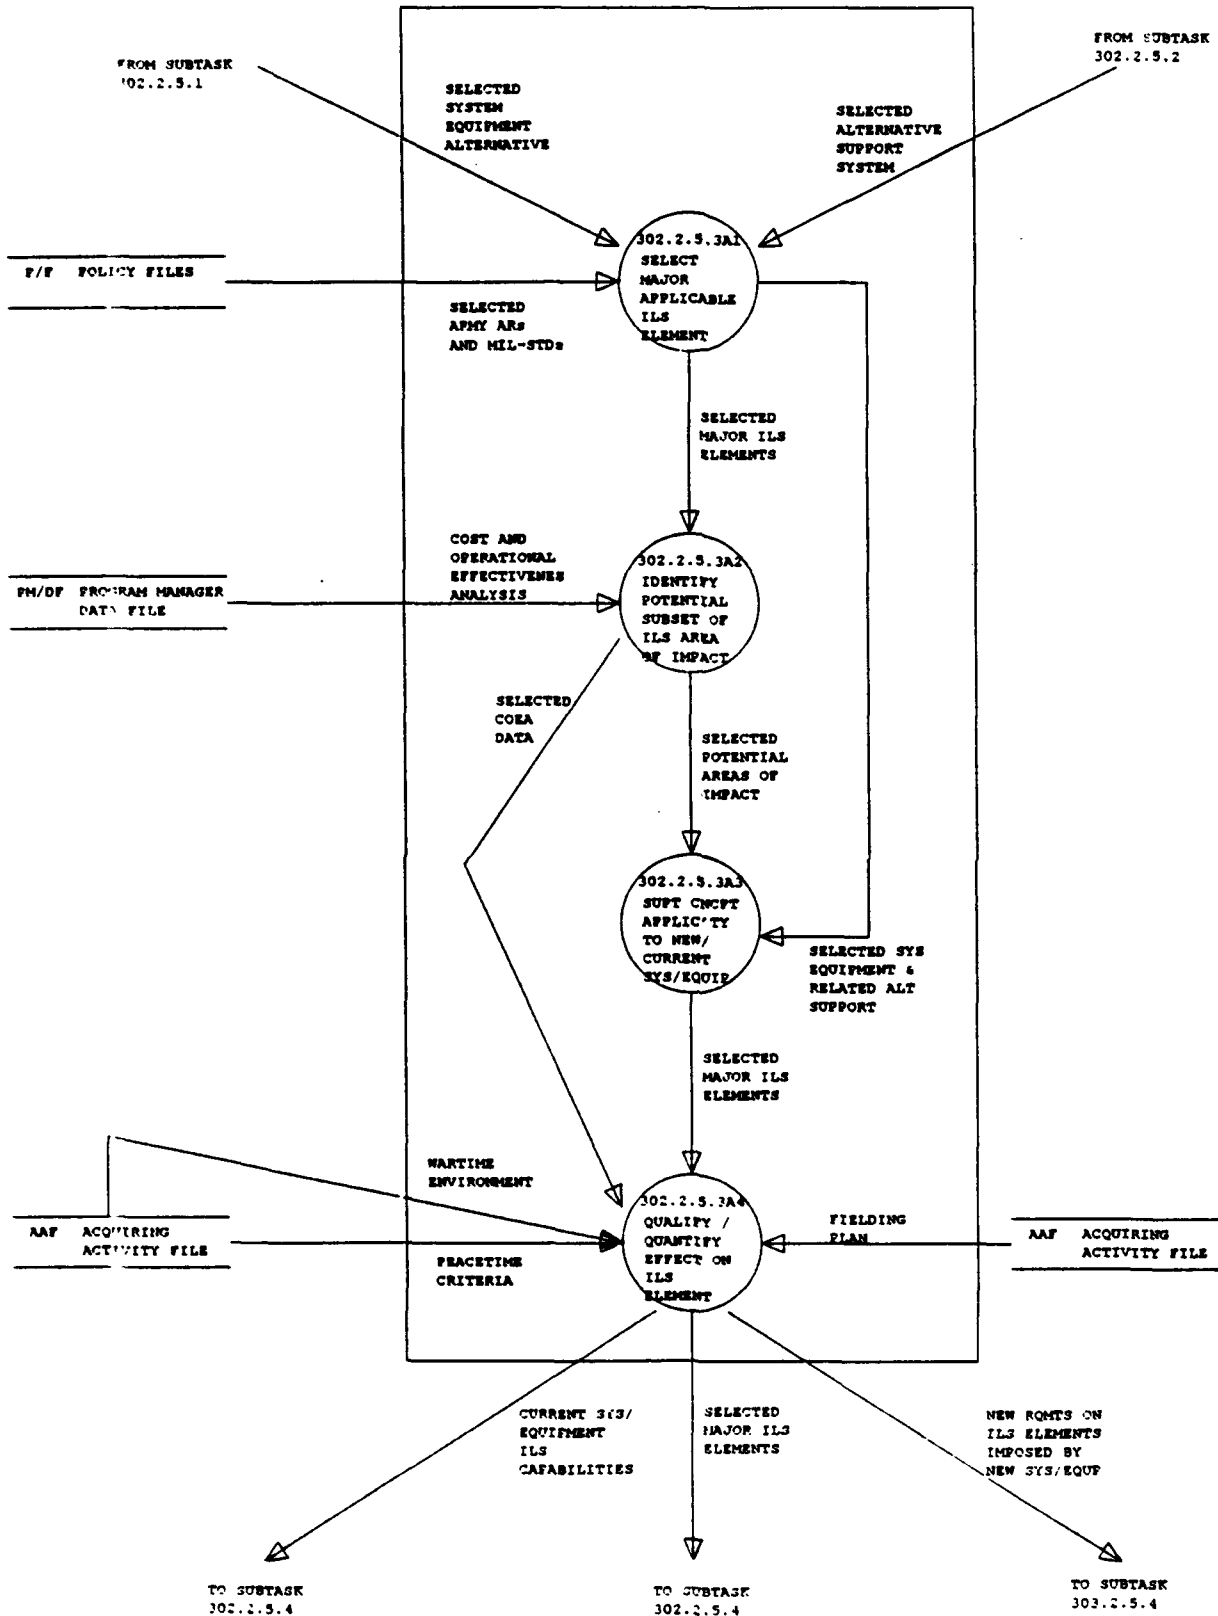 FROM SUBTASK
302.2.5.1
FROM SUBTASK
302.2.5.2
SELECTED
SYSTEM
EQUIPMENT
ALTERNATIVE
SELECTED
ALTERNATIVE
SUPPORT
SYSTEM
302.2.5.3A1
SELECT
MAJOR
APPLICABLE
ILS
ELEMENT
P/F POLICY FILES
SELECTED
ARMY ARs
AND MIL-STDs
SELECTED
MAJOR ILS
ELEMENTS
COST AND
OPERATIONAL
EFFECTIVENES
ANALYSIS
302.2.5.3A2
IDENTIFY
POTENTIAL
SUBSET OF
ILS AREA
OF IMPACT
PM/DF PROGRAM MANAGER
DATA FILE
SELECTED
COEA
DATA
SELECTED
POTENTIAL
AREAS OF
IMPACT
302.2.5.3A3
SUPT CNCPT
APPLIC'TY
TO NEW/
CURRENT
SYS/EQUIP
SELECTED SYS
EQUIPMENT &
RELATED ALT
SUPPORT
SELECTED
MAJOR ILS
ELEMENTS
WARTIME
ENVIRONMENT
302.2.5.3A4
QUALIFY /
QUANTIFY
EFFECT ON
ILS
ELEMENT
AAF ACQUIRING
ACTIVITY FILE
PEACETIME
CRITERIA
FIELDING
PLAN
AAF ACQUIRING
ACTIVITY FILE
CURRENT SYS/
EQUIPMENT
ILS
CAPABILITIES
SELECTED
MAJOR ILS
ELEMENTS
NEW RQMTS ON
ILS ELEMENTS
IMPOSED BY
NEW SYS/EQUP
TO SUBTASK
302.2.5.4
TO SUBTASK
302.2.5.4
TO SUBTASK
303.2.5.4